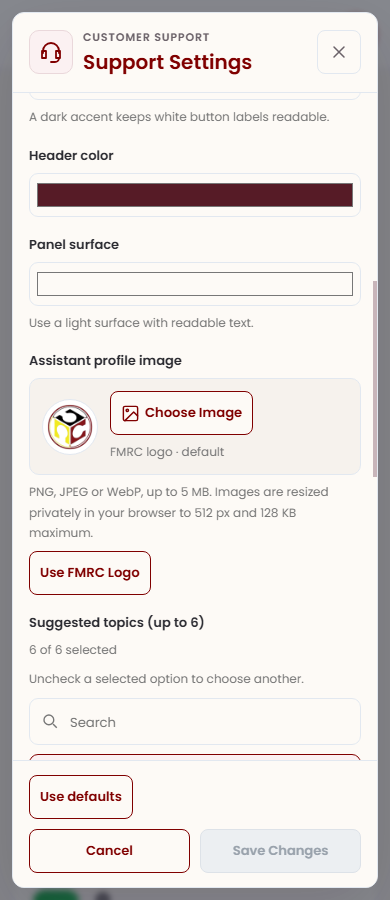 CUSTOMER SUPPORT
Support Settings
A dark accent keeps white button labels readable.
Header color
Panel surface
Use a light surface with readable text.
Assistant profile image
Choose Image
FMRC logo · default
PNG, JPEG or WebP, up to 5 MB. Images are resized
privately in your browser to 512 px and 128 KB
maximum.
Use FMRC Logo
Suggested topics (up to 6)
6 of 6 selected
Uncheck a selected option to choose another.
Search
Use defaults
Cancel
Save Changes